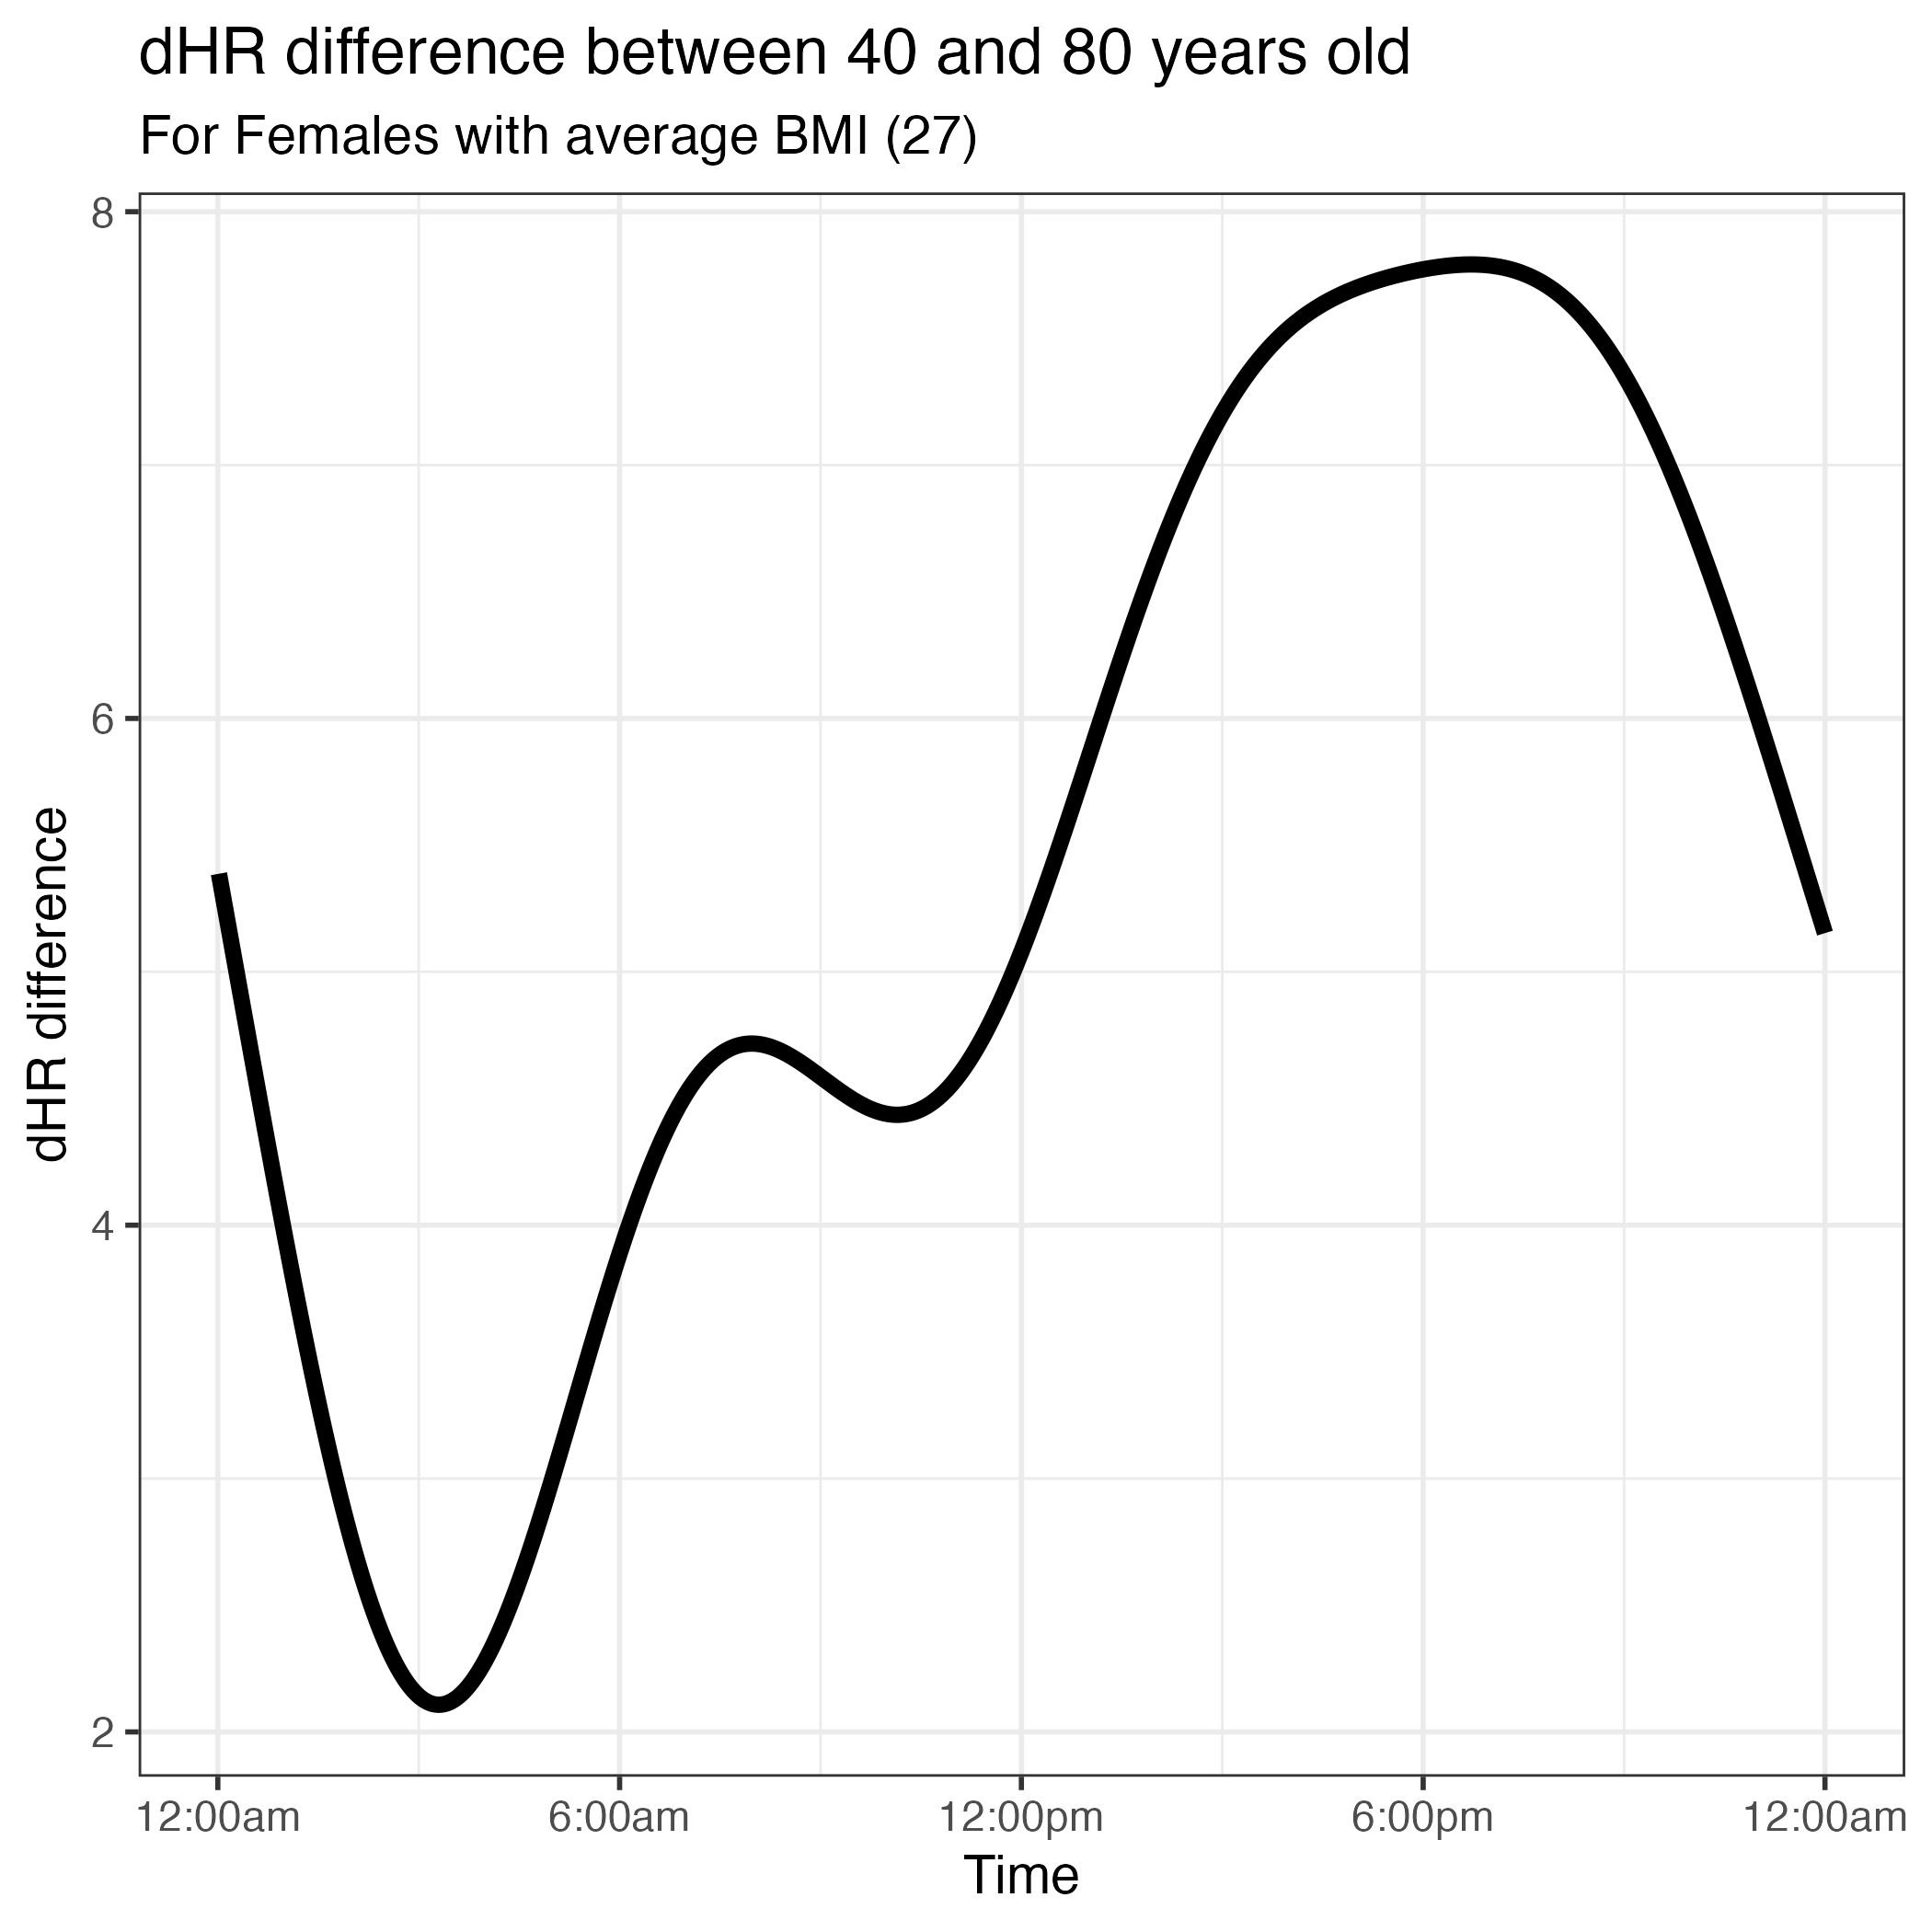 dHR difference between 40 and 80 years old
For Females with average BMI (27)
dHR difference
8
6
4
2
12:00am
6:00am
12:00pm
6:00pm
12:00am
Time